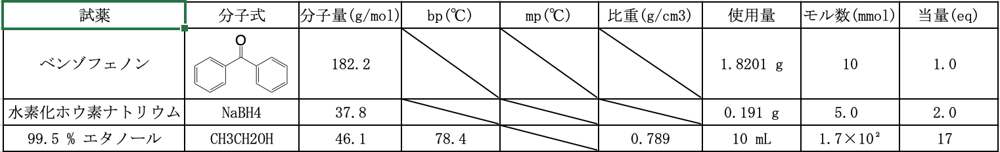 試薬 分子式 分子量(g/mol) bp(℃) mp(℃) 比重(g/cm3) 使用量 モル数(mmol) 当量(eq)
ベンゾフェノン O 182.2 1.8201 g 10 1.0
水素化ホウ素ナトリウム NaBH4 37.8 0.191 g 5.0 2.0
99.5 % エタノール CH3CH2OH 46.1 78.4 0.789 10 mL 1.7×10² 17